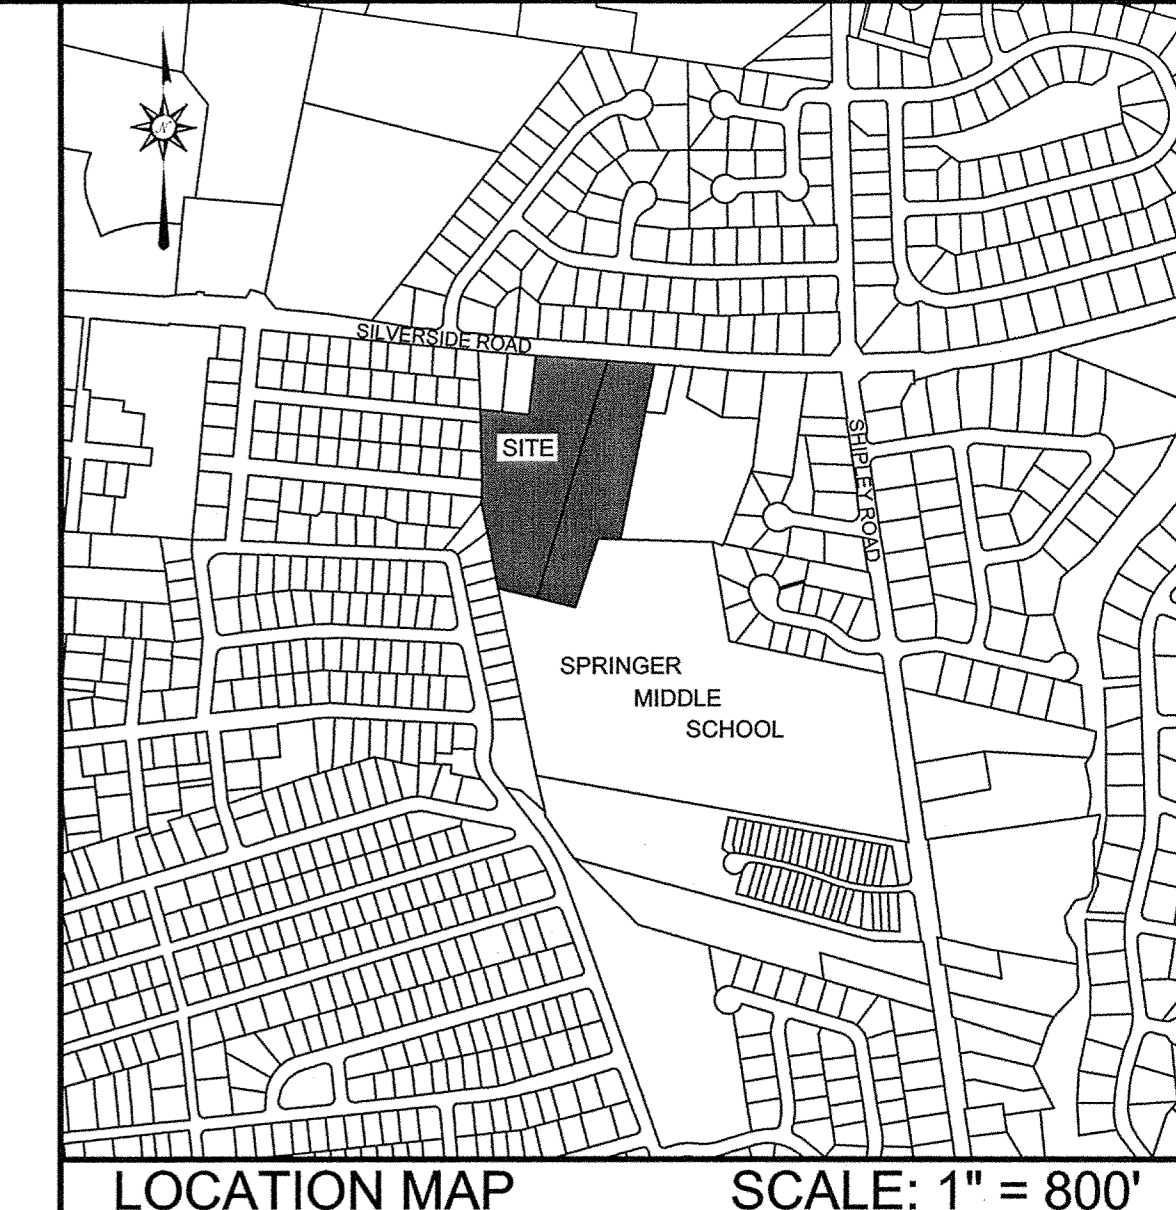 N
SILVERSIDE ROAD
SITE
SHIPLEY ROAD
SPRINGER
MIDDLE
SCHOOL
LOCATION MAP
SCALE: 1" = 800'